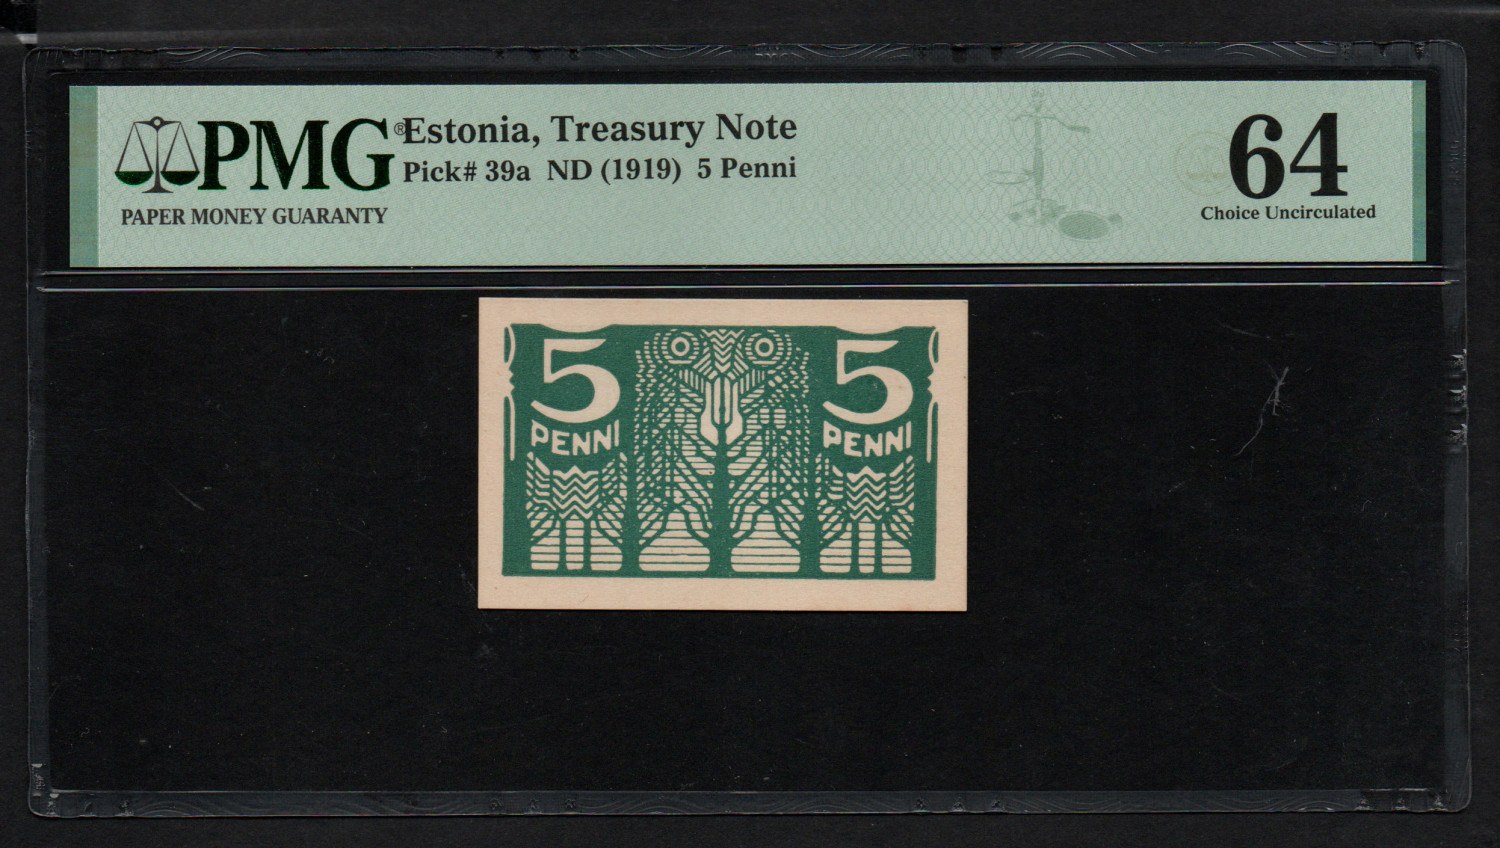 PMG®
PAPER MONEY GUARANTY
Estonia, Treasury Note
Pick# 39a ND (1919) 5 Penni
64
Choice Uncirculated
5 5
PENNI PENNI